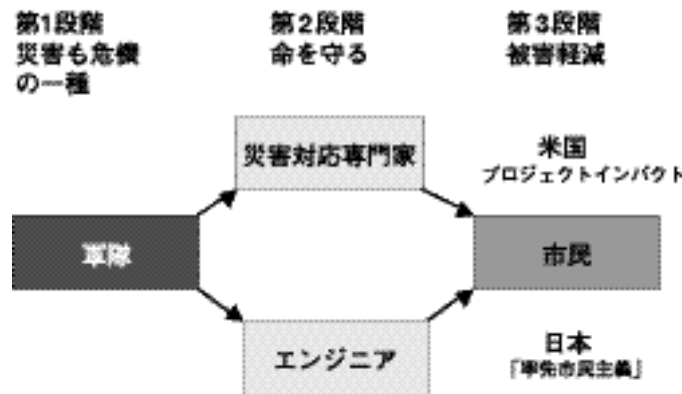 第1段階
災害も危機
の一種
第2段階
命を守る
第3段階
被害軽減
災害対応専門家
米国
プロジェクトインパクト
軍隊
市民
エンジニア
日本
「率先市民主義」